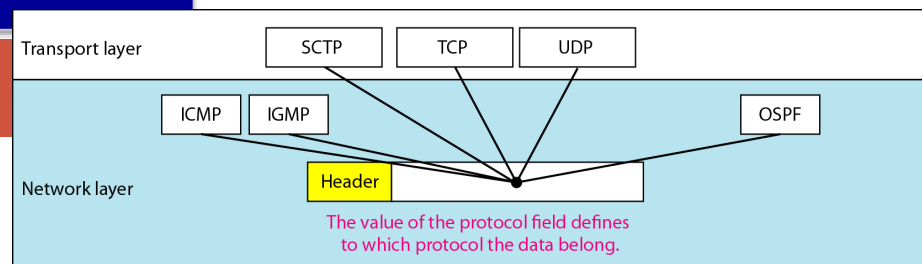 Transport layer
SCTP
TCP
UDP
ICMP
IGMP
OSPF
Network layer
Header
The value of the protocol field defines
to which protocol the data belong.